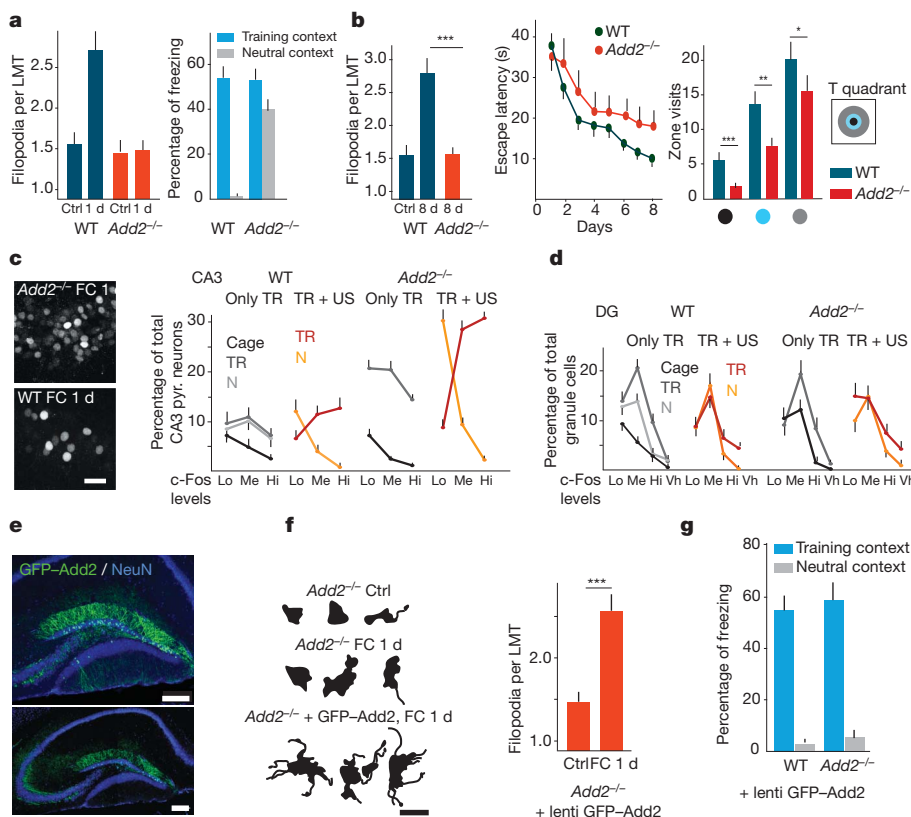 a
Filopodia per LMT
2.5
2.0
1.5
1.0
Ctrl 1 d Ctrl 1 d
WT Add2–/–
Percentage of freezing
80
60
40
20
0
Training context
Neutral context
WT Add2–/–
b
Filopodia per LMT
3.0
2.5
2.0
1.5
1.0
***
Ctrl 8 d 8 d
WT Add2–/–
Escape latency (s)
40
30
20
10
0 2 4 6 8
Days
WT
Add2–/–
Zone visits
20
15
10
5
0
***
**
*
T quadrant
WT
Add2–/–
c
Add2–/– FC 1
WT FC 1 d
CA3 WT Add2–/–
Only TR TR + US Only TR TR + US
Percentage of total
CA3 pyr. neurons
30
20
10
Cage
TR
N
TR
N
c-Fos
levels
Lo Me Hi Lo Me Hi Lo Me Hi Lo Me Hi
d
DG WT Add2–/–
Only TR TR + US Only TR TR + US
Percentage of total
granule cells
20
15
10
5
0
Cage
TR
N
TR
N
c-Fos
levels
Lo Me Hi Vh Lo Me Hi Vh Lo Me Hi Vh Lo Me Hi Vh
e
GFP–Add2 / NeuN
f
Add2–/– Ctrl
Add2–/– FC 1 d
Add2–/– + GFP–Add2, FC 1 d
Filopodia per LMT
2.0
1.0
***
Ctrl FC 1 d
Add2–/–
+ lenti GFP–Add2
g
Percentage of freezing
80
60
40
20
0
Training context
Neutral context
WT Add2–/–
+ lenti GFP–Add2